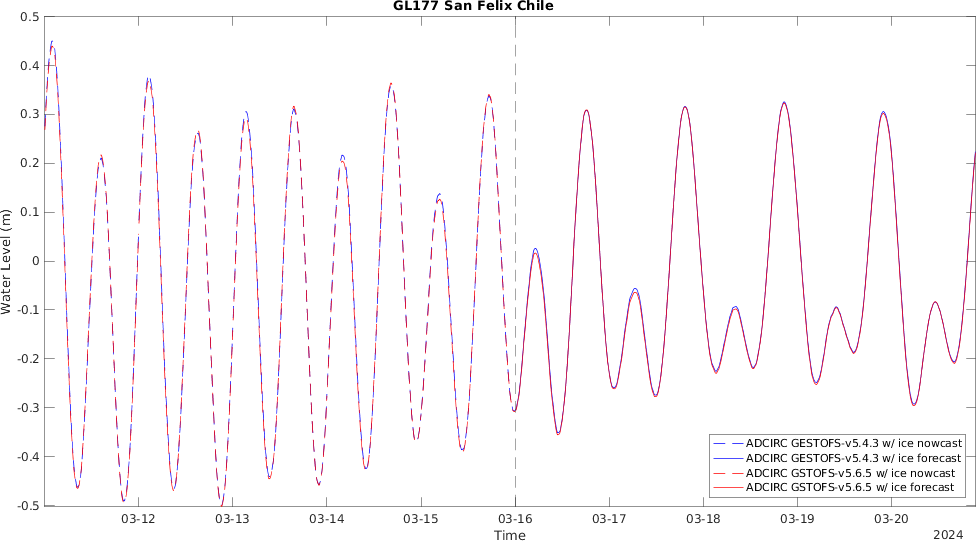 GL177 San Felix Chile
0.5
0.4
0.3
0.2
0.1
0
-0.1
-0.2
-0.3
-0.4
-0.5
Water Level (m)
ADCIRC GESTOFS-v5.4.3 w/ ice nowcast
ADCIRC GESTOFS-v5.4.3 w/ ice forecast
ADCIRC GSTOFS-v5.6.5 w/ ice nowcast
ADCIRC GSTOFS-v5.6.5 w/ ice forecast
03-12 03-13 03-14 03-15 03-16 03-17 03-18 03-19 03-20
Time
2024